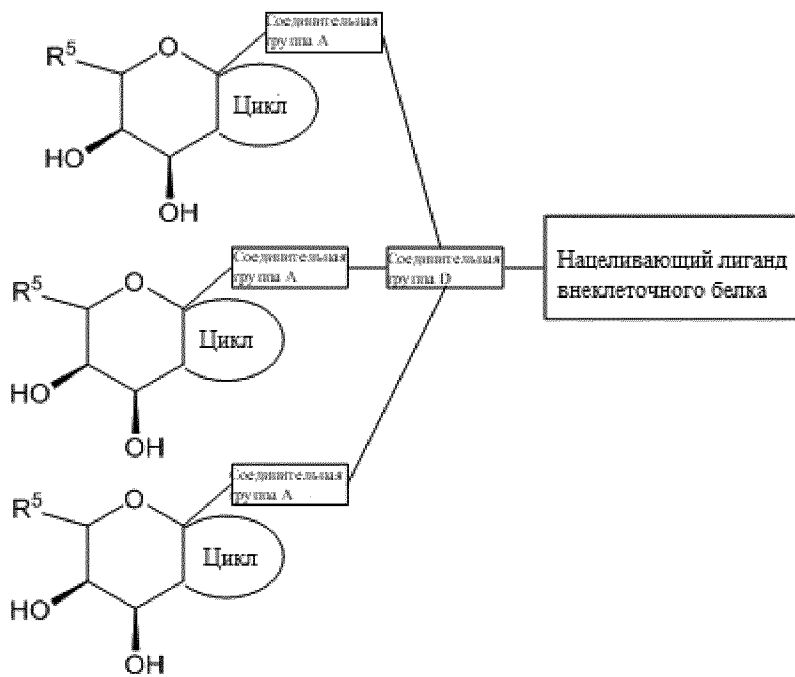 Соединительная
группа A
R⁵
O
Цикл
HO
OH
Соединительная
группа A
Соединительная
группа D
Нацеливающий лиганд
внеклеточного белка
R⁵
O
Цикл
HO
OH
Соединительная
группа A
R⁵
O
Цикл
HO
OH